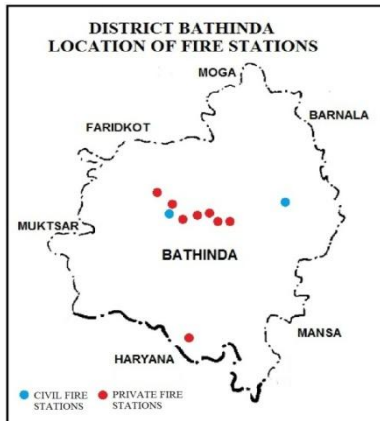 DISTRICT BATHINDA
LOCATION OF FIRE STATIONS
MOGA
BARNALA
FARIDKOT
MUKTSAR
BATHINDA
MANSA
HARYANA
CIVIL FIRE
STATIONS
PRIVATE FIRE
STATIONS